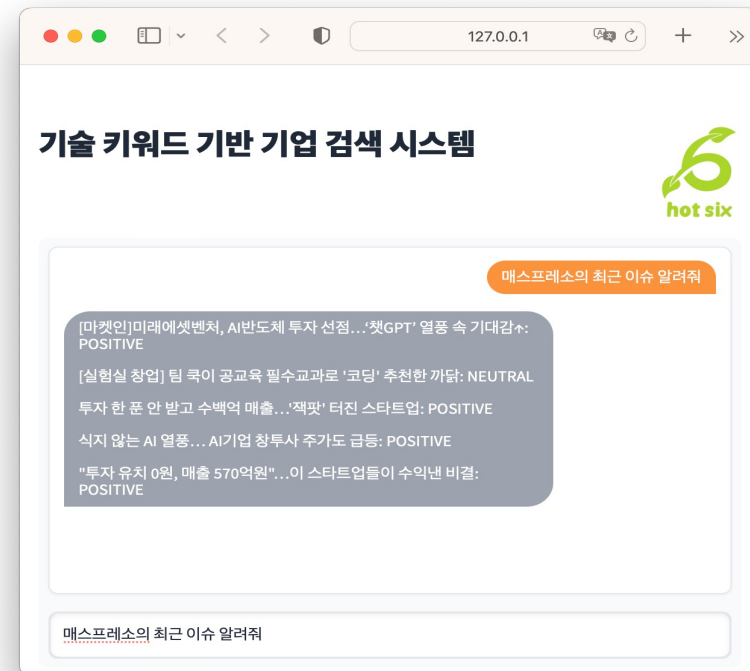 127.0.0.1
기술 키워드 기반 기업 검색 시스템
hot six
매스프레소의 최근 이슈 알려줘
[마켓인]미래에셋벤처, AI반도체 투자 선점…‘챗GPT’ 열풍 속 기대감↑:
POSITIVE
[실험실 창업] 팀 쿡이 공교육 필수교과로 '코딩' 추천한 까닭: NEUTRAL
투자 한 푼 안 받고 수백억 매출…'잭팟' 터진 스타트업: POSITIVE
식지 않는 AI 열풍… AI기업 창투사 주가도 급등: POSITIVE
"투자 유치 0원, 매출 570억원"…이 스타트업들이 수익낸 비결:
POSITIVE
매스프레소의 최근 이슈 알려줘